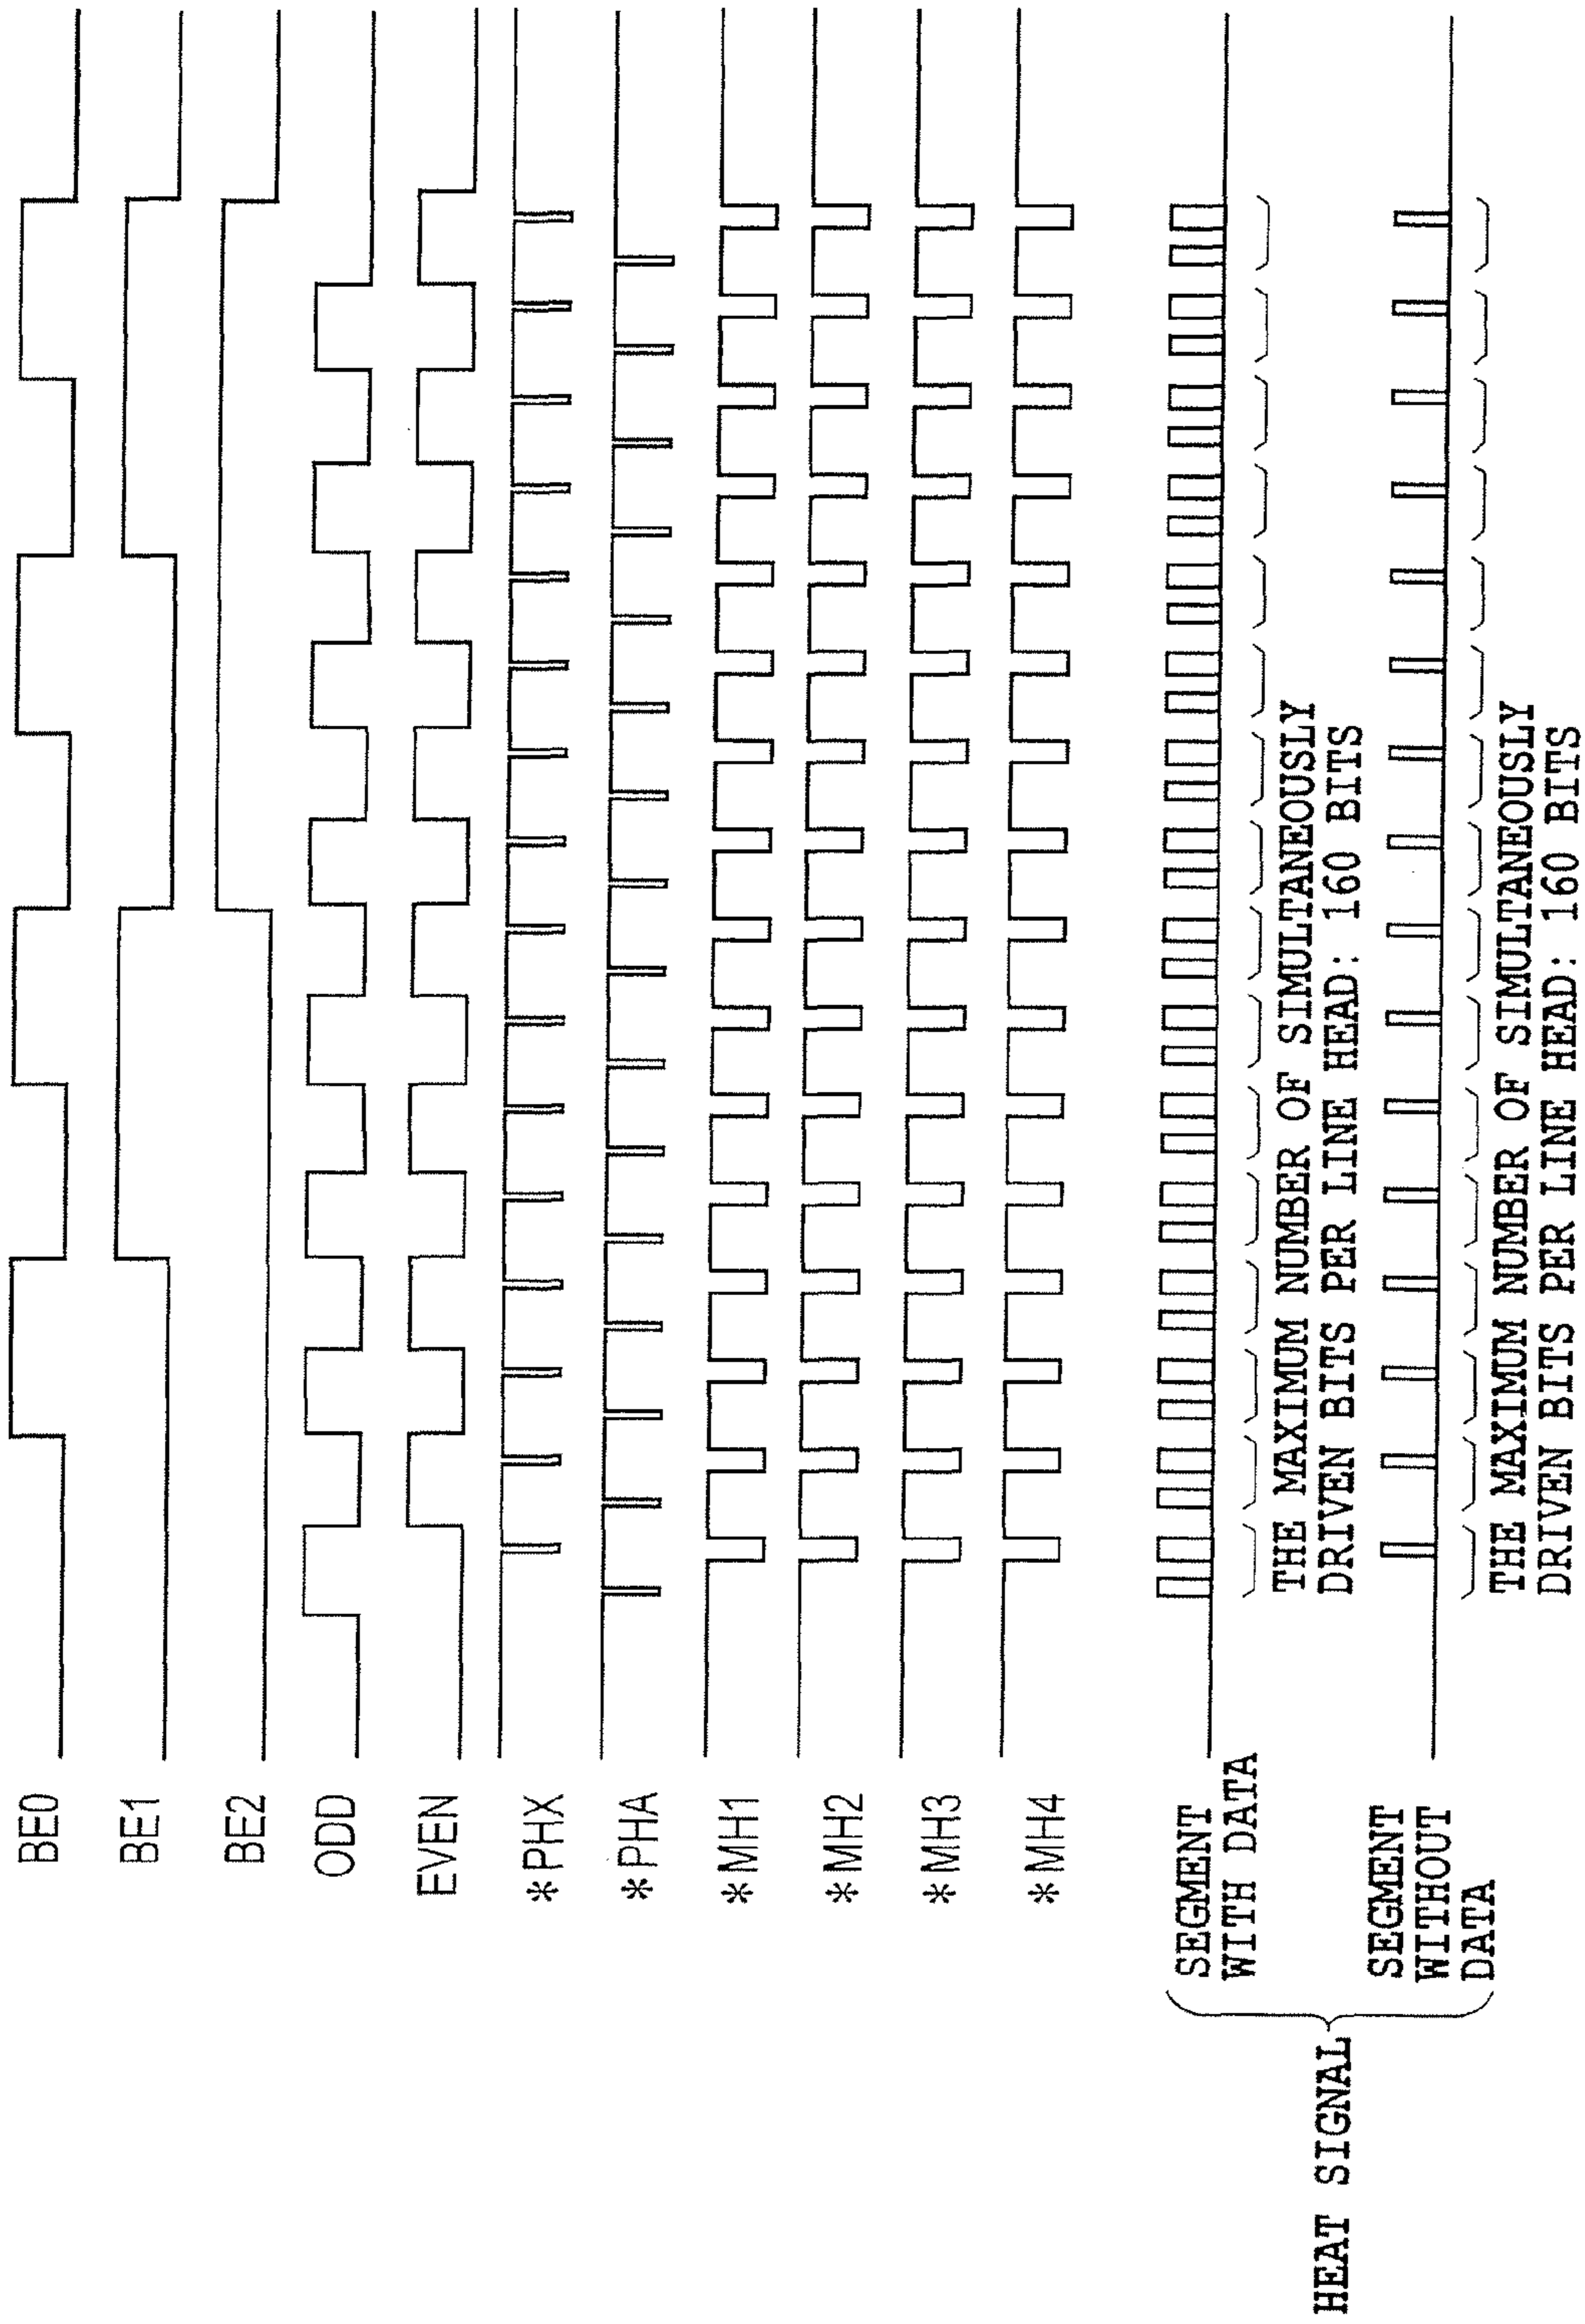 BE0
BE1
BE2
ODD
EVEN
*PHX
*PHA
*MH1
*MH2
*MH3
*MH4
HEAT SIGNAL
SEGMENT
WITH DATA
THE MAXIMUM NUMBER OF SIMULTANEOUSLY
DRIVEN BITS PER LINE HEAD: 160 BITS
SEGMENT
WITHOUT
DATA
THE MAXIMUM NUMBER OF SIMULTANEOUSLY
DRIVEN BITS PER LINE HEAD: 160 BITS